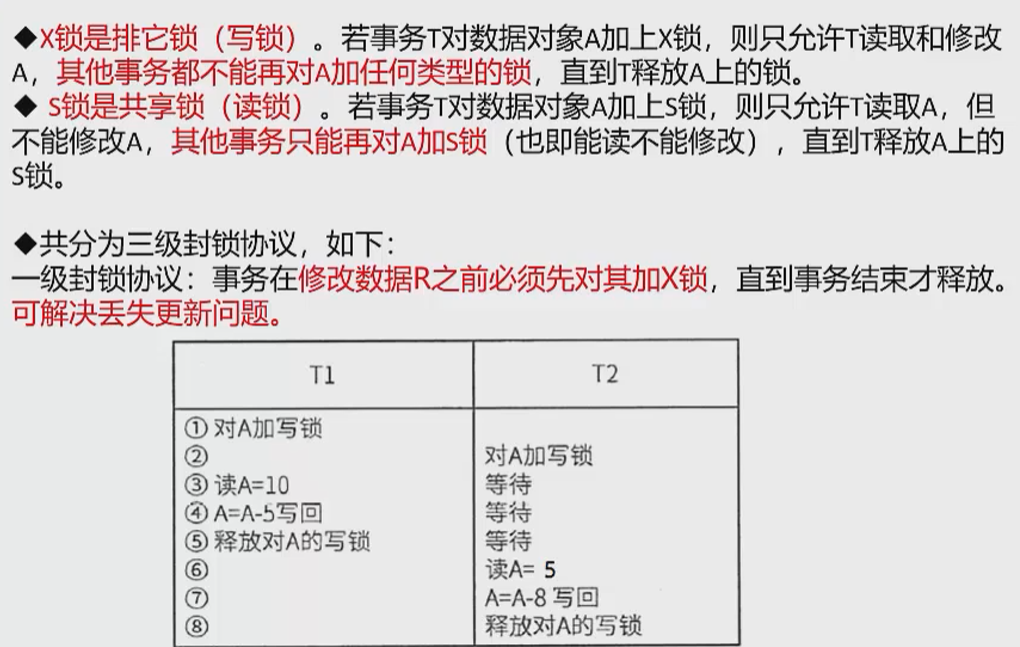 ◆X锁是排它锁（写锁）。若事务T对数据对象A加上X锁，则只允许T读取和修改
A，其他事务都不能再对A加任何类型的锁，直到T释放A上的锁。
◆ S锁是共享锁（读锁）。若事务T对数据对象A加上S锁，则只允许T读取A，但
不能修改A，其他事务只能再对A加S锁（也即能读不能修改），直到T释放A上的
S锁。
◆共分为三级封锁协议，如下：
一级封锁协议：事务在修改数据R之前必须先对其加X锁，直到事务结束才释放。
可解决丢失更新问题。
T1 T2
① 对A加写锁
② 对A加写锁
③ 读A=10 等待
④ A=A-5写回 等待
⑤ 释放对A的写锁 等待
⑥ 读A= 5
⑦ A=A-8 写回
⑧ 释放对A的写锁